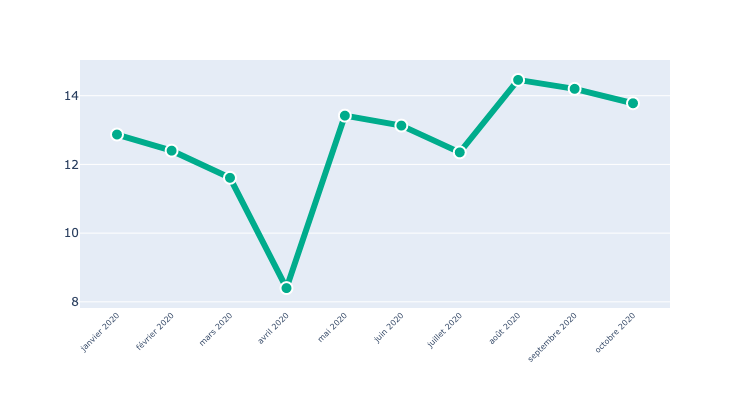 14
12
10
8
janvier 2020
février 2020
mars 2020
avril 2020
mai 2020
juin 2020
juillet 2020
août 2020
septembre 2020
octobre 2020